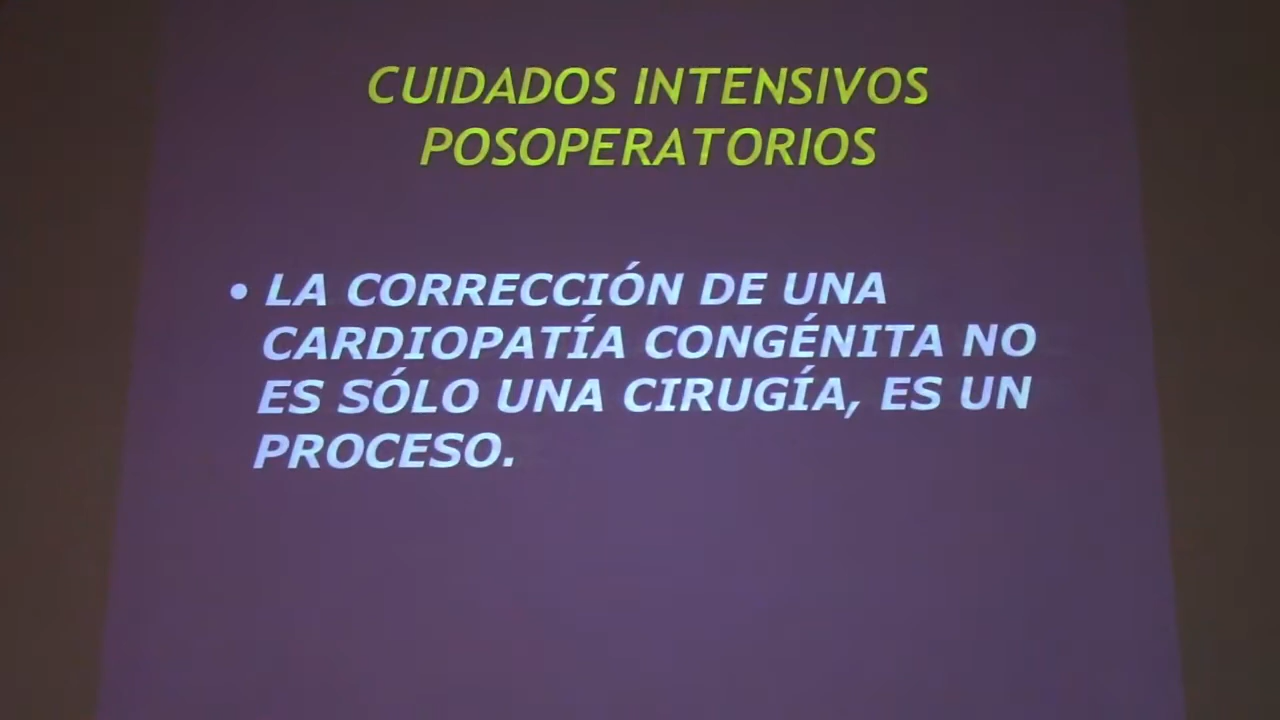 CUIDADOS INTENSIVOS
POSOPERATORIOS
• LA CORRECCIÓN DE UNA
CARDIOPATÍA CONGÉNITA NO
ES SÓLO UNA CIRUGÍA, ES UN
PROCESO.